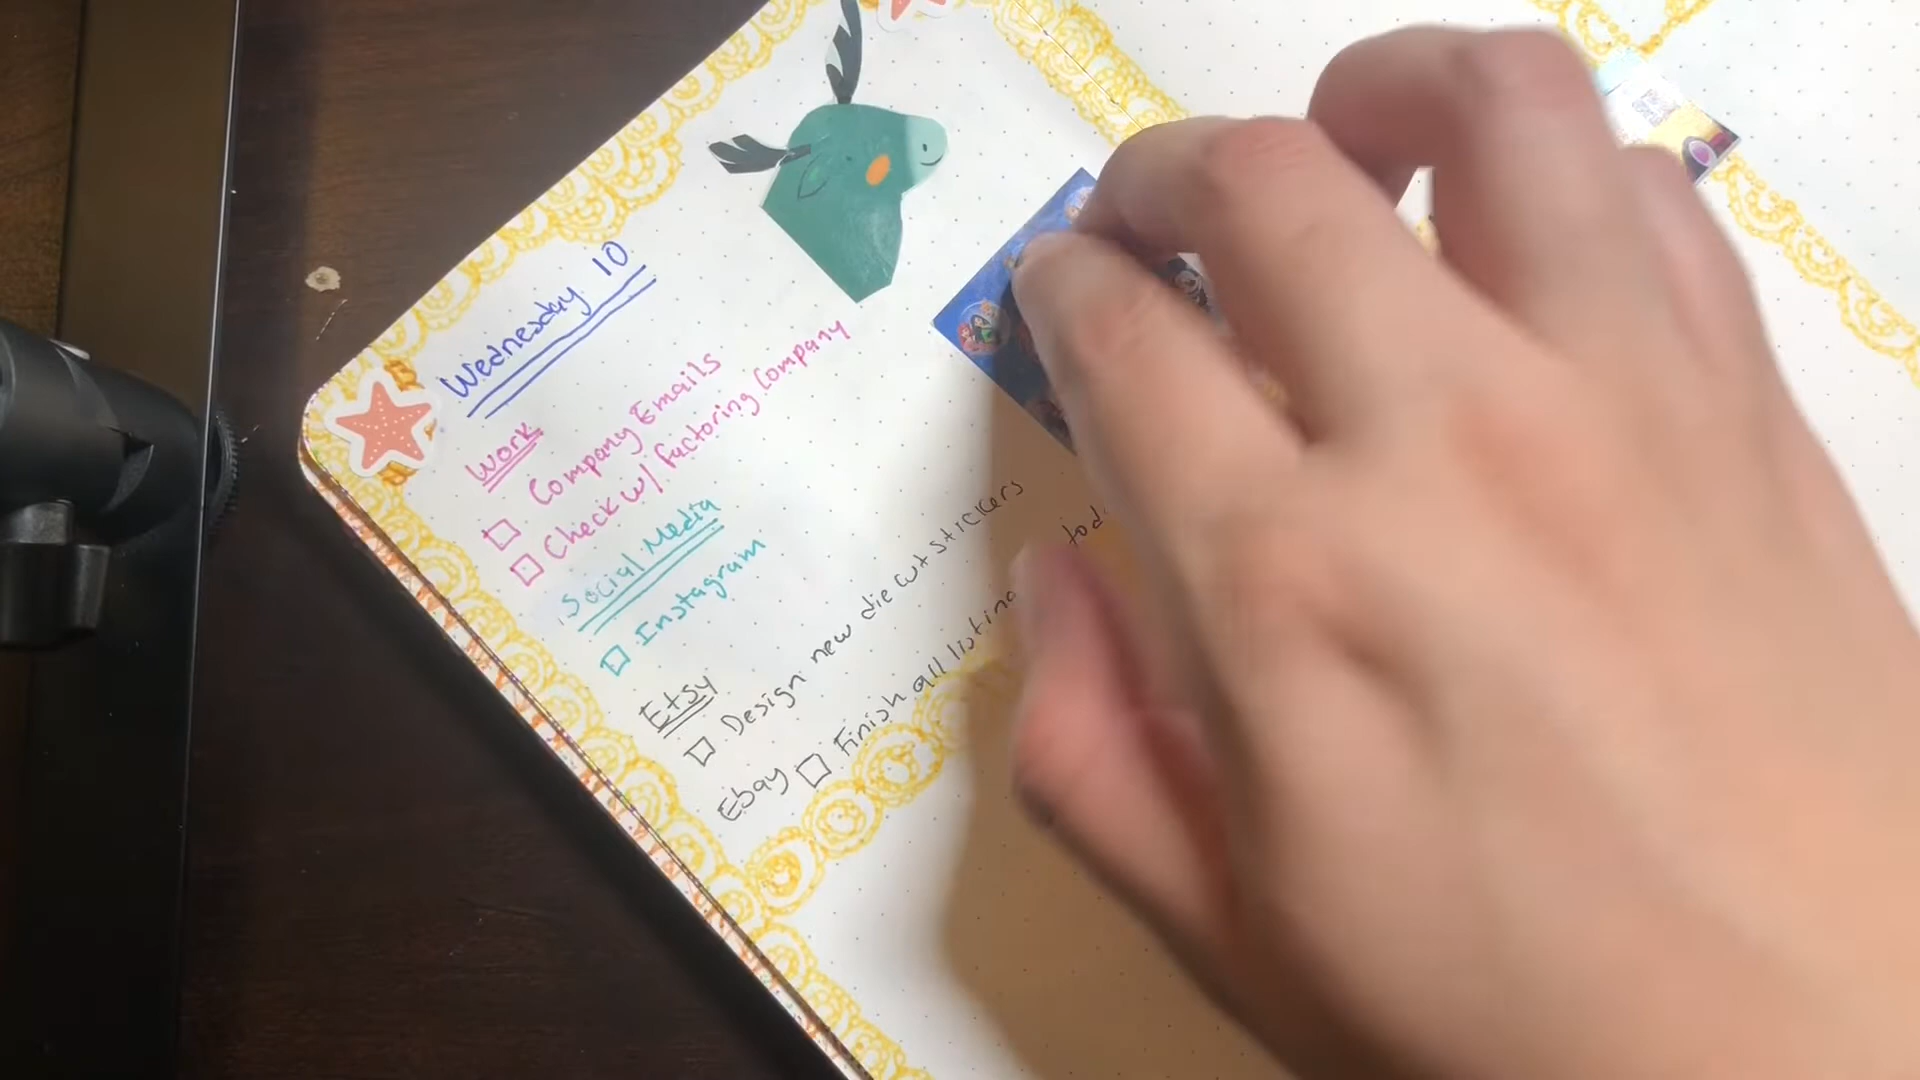 Wednesday 10
Work
Company Emails
Check w/ factoring Company
Social Media
Instagram
Etsy
Design new die cut stickers
Ebay Finish all listing